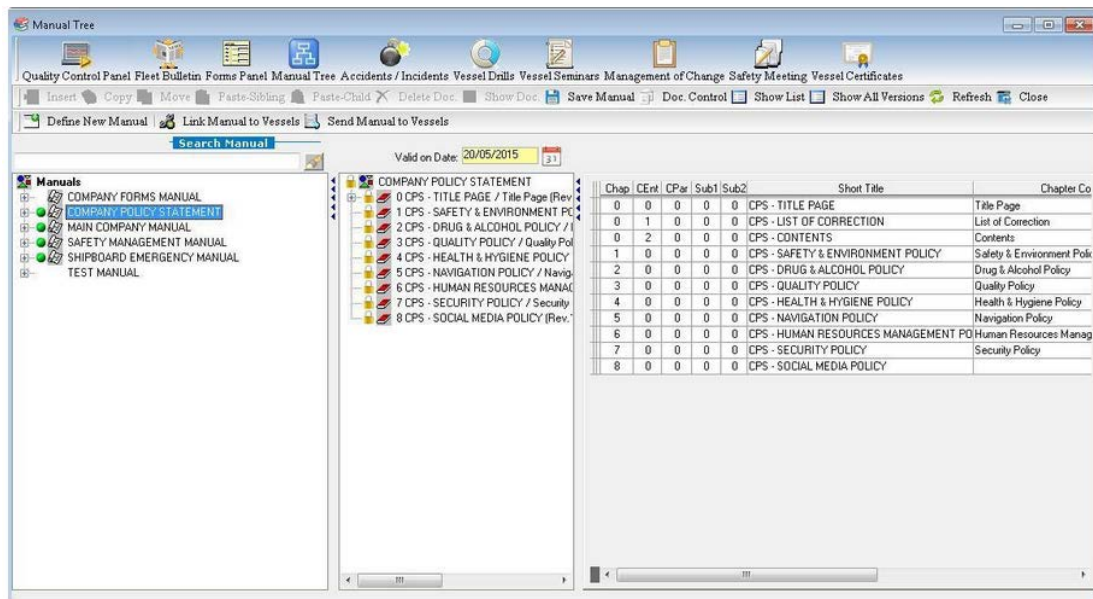 Manual Tree
Quality Control Panel Fleet Bulletin Forms Panel Manual Tree Accidents / Incidents Vessel Drills Vessel Seminars Management of Change Safety Meeting Vessel Certificates
Insert Copy Move Paste-Sibling Paste-Child Delete Doc. Show Doc. Save Manual Doc. Control Show List Show All Versions Refresh Close
Define New Manual Link Manual to Vessels Send Manual to Vessels
Search Manual
Valid on Date: 20/05/2015 31
Manuals
COMPANY FORMS MANUAL
COMPANY POLICY STATEMENT
MAIN COMPANY MANUAL
SAFETY MANAGEMENT MANUAL
SHIPBOARD EMERGENCY MANUAL
TEST MANUAL
COMPANY POLICY STATEMENT
0 CPS - TITLE PAGE / Title Page (Rev
1 CPS - SAFETY & ENVIRONMENT PO
2 CPS - DRUG & ALCOHOL POLICY /
3 CPS - QUALITY POLICY / Quality Pol
4 CPS - HEALTH & HYGIENE POLICY
5 CPS - NAVIGATION POLICY / Navig
6 CPS - HUMAN RESOURCES MANAG
7 CPS - SECURITY POLICY / Security
8 CPS - SOCIAL MEDIA POLICY (Rev.
Chap CEnt CPar Sub1 Sub2 Short Title Chapter Co
0 0 0 0 0 CPS - TITLE PAGE Title Page
0 1 0 0 0 CPS - LIST OF CORRECTION List of Correction
0 2 0 0 0 CPS - CONTENTS Contents
1 0 0 0 0 CPS - SAFETY & ENVIRONMENT POLICY Safety & Environment Polic
2 0 0 0 0 CPS - DRUG & ALCOHOL POLICY Drug & Alcohol Policy
3 0 0 0 0 CPS - QUALITY POLICY Quality Policy
4 0 0 0 0 CPS - HEALTH & HYGIENE POLICY Health & Hygiene Policy
5 0 0 0 0 CPS - NAVIGATION POLICY Navigation Policy
6 0 0 0 0 CPS - HUMAN RESOURCES MANAGEMENT PO Human Resources Manag
7 0 0 0 0 CPS - SECURITY POLICY Security Policy
8 0 0 0 0 CPS - SOCIAL MEDIA POLICY